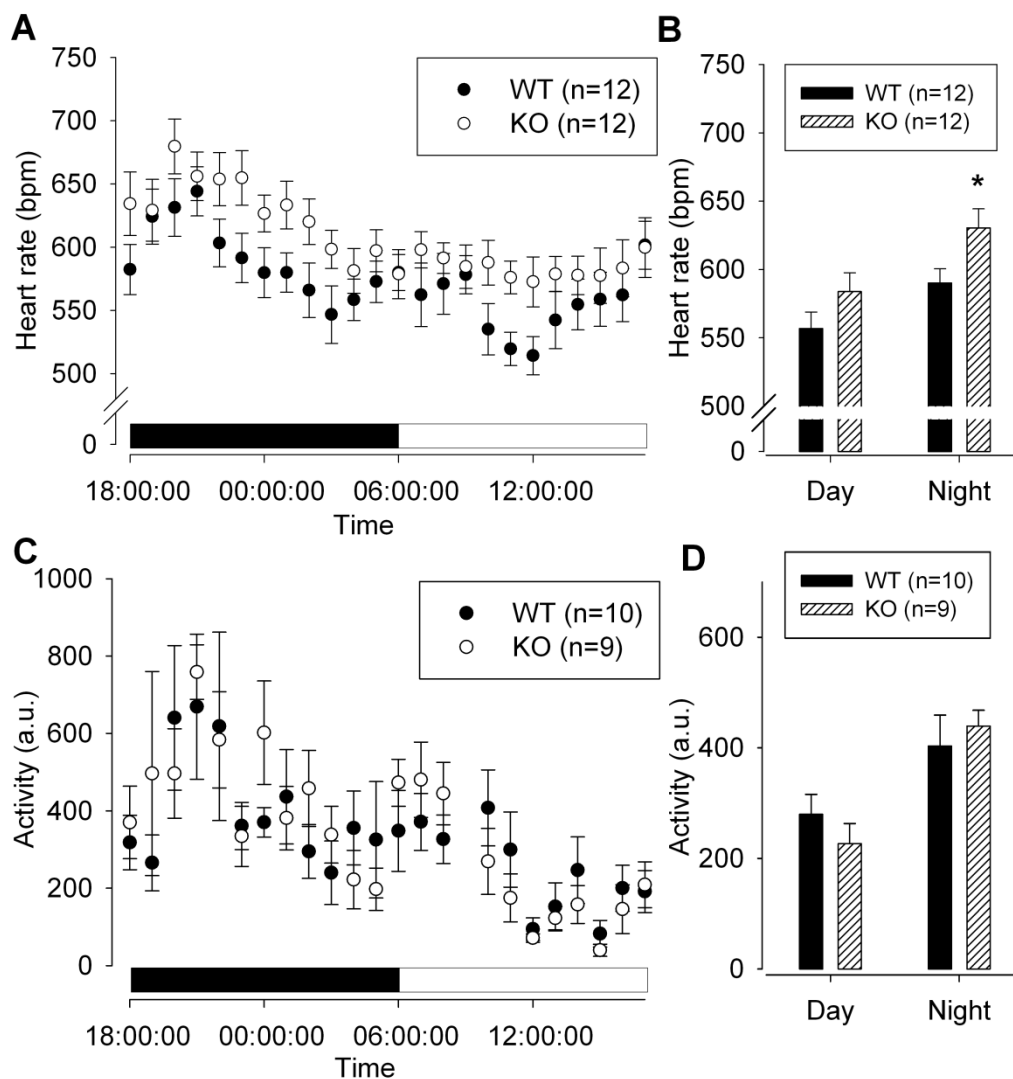 A
Heart rate (bpm)
750
700
650
600
550
500
0
WT (n=12)
KO (n=12)
18:00:00 00:00:00 06:00:00 12:00:00
Time
B
Heart rate (bpm)
750
700
650
600
550
500
0
WT (n=12)
KO (n=12)
*
Day Night
C
Activity (a.u.)
1000
800
600
400
200
0
WT (n=10)
KO (n=9)
18:00:00 00:00:00 06:00:00 12:00:00
Time
D
Activity (a.u.)
600
400
200
0
WT (n=10)
KO (n=9)
Day Night